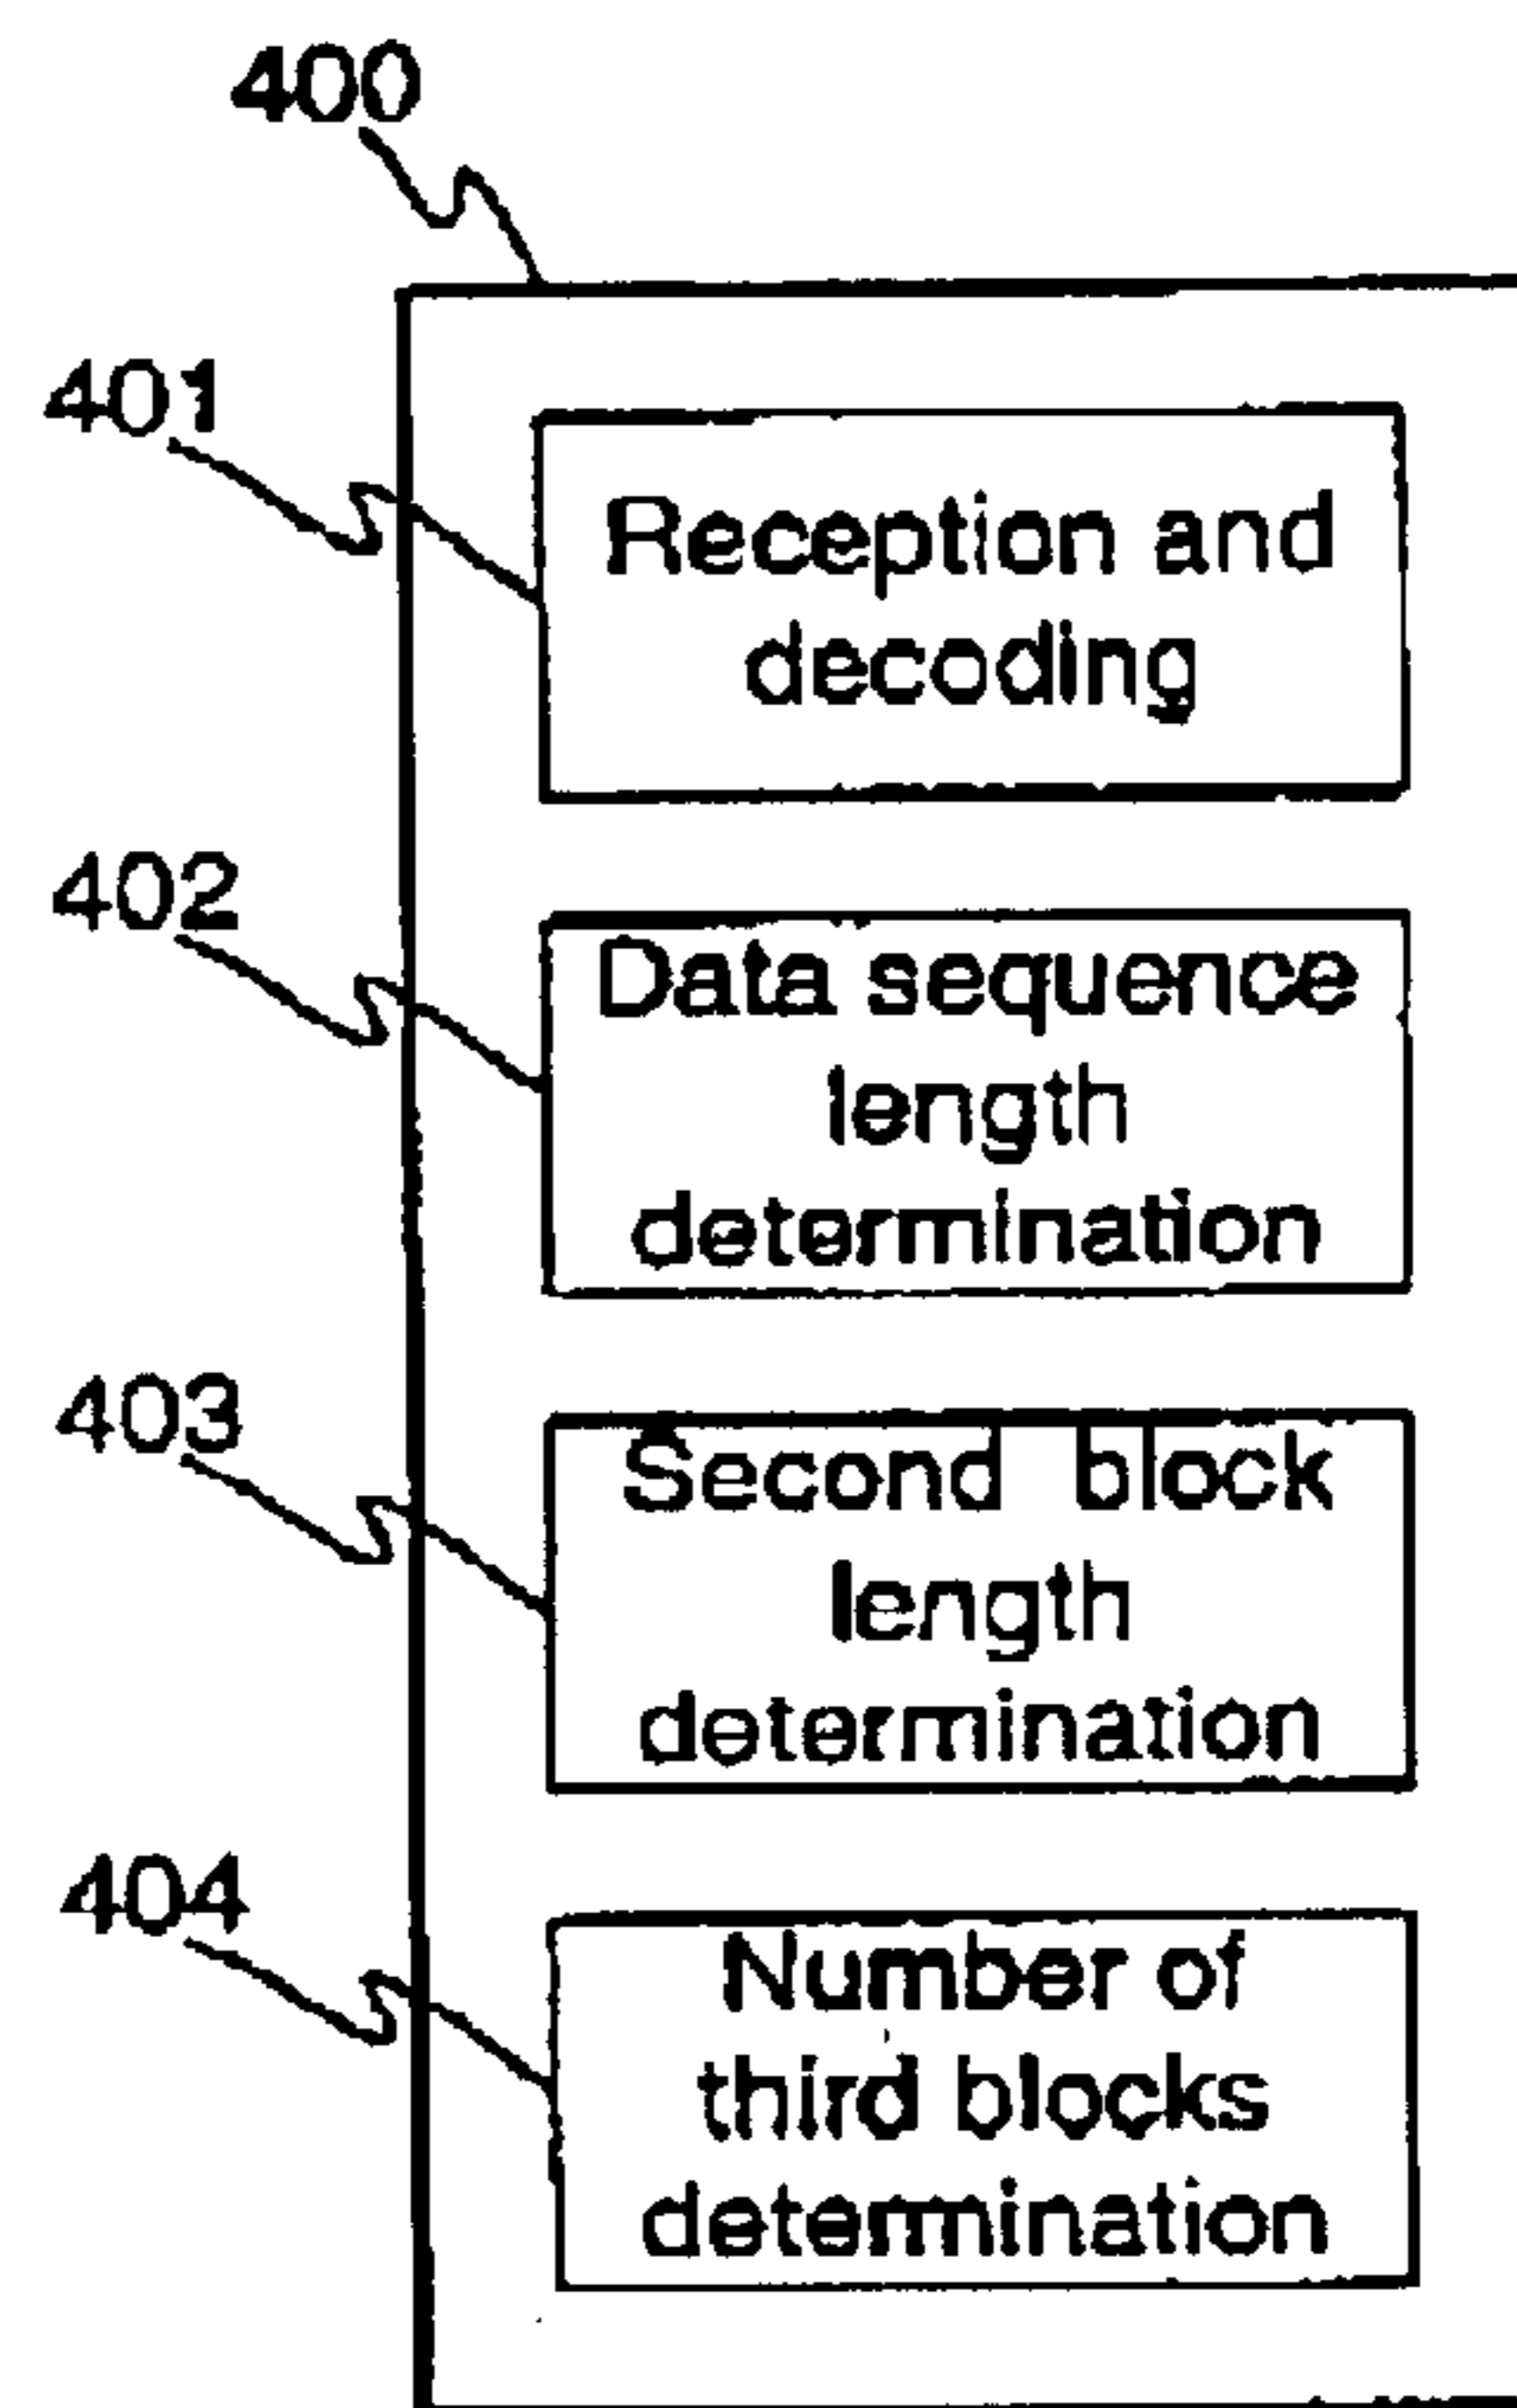 400
401
Reception and
decoding
402
Data sequence
length
determination
403
Second block
length
determination
404
Number of
third blocks
determination